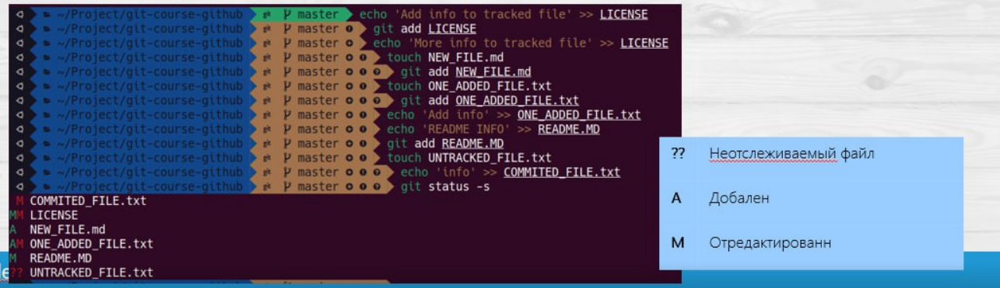 ~/Project/git-course-github master echo 'Add info to tracked file' >> LICENSE
~/Project/git-course-github master git add LICENSE
~/Project/git-course-github master echo 'More info to tracked file' >> LICENSE
~/Project/git-course-github master touch NEW_FILE.md
~/Project/git-course-github master git add NEW_FILE.md
~/Project/git-course-github master touch ONE_ADDED_FILE.txt
~/Project/git-course-github master git add ONE_ADDED_FILE.txt
~/Project/git-course-github master echo 'Add info' >> ONE_ADDED_FILE.txt
~/Project/git-course-github master echo 'README INFO' >> README.MD
~/Project/git-course-github master git add README.MD
~/Project/git-course-github master touch UNTRACKED_FILE.txt
~/Project/git-course-github master echo 'info' >> COMMITED_FILE.txt
~/Project/git-course-github master git status -s
M COMMITED_FILE.txt
MM LICENSE
A NEW_FILE.md
AM ONE_ADDED_FILE.txt
M README.MD
?? UNTRACKED_FILE.txt
?? Неотслеживаемый файл
A Добален
M Отредактированн